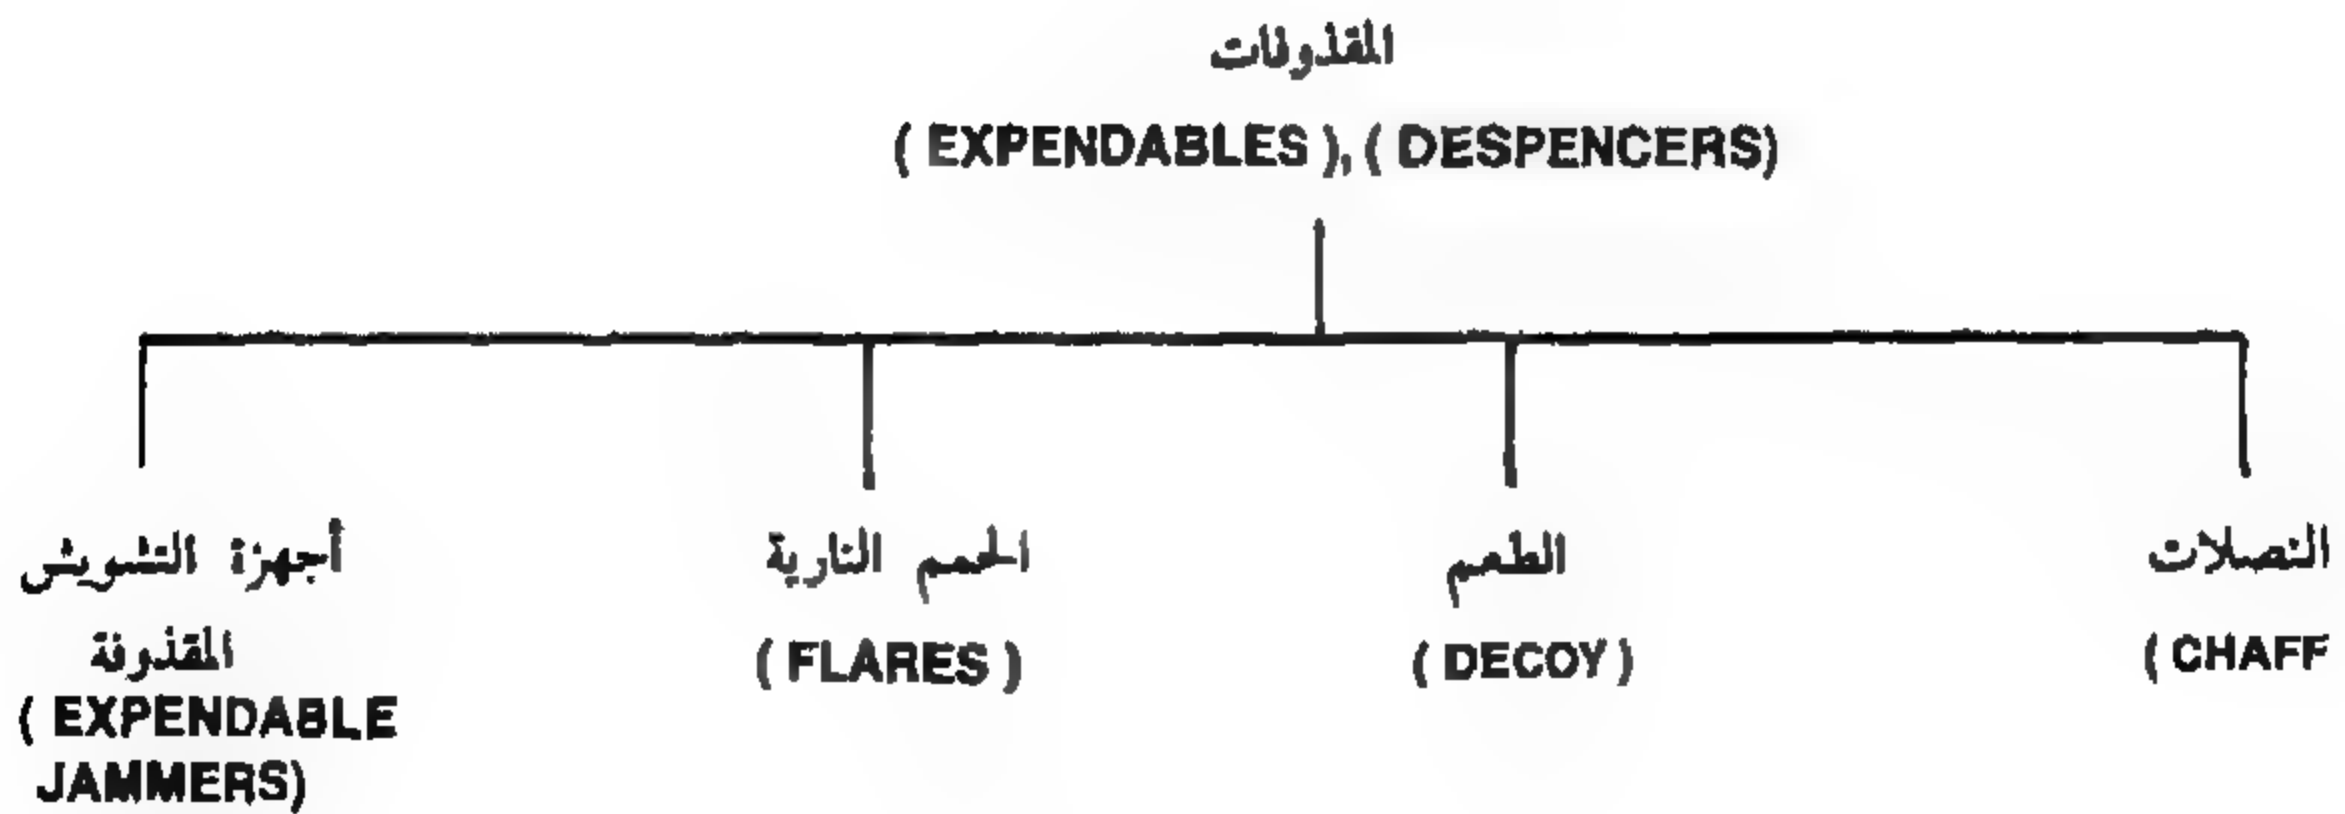 المقذوفات
( EXPENDABLES ), ( DESPENCERS)
النصلات
( CHAFF
الطعم
( DECOY )
الحمم النارية
( FLARES )
أجهزة التشويش
المقذوفة
( EXPENDABLE
JAMMERS)